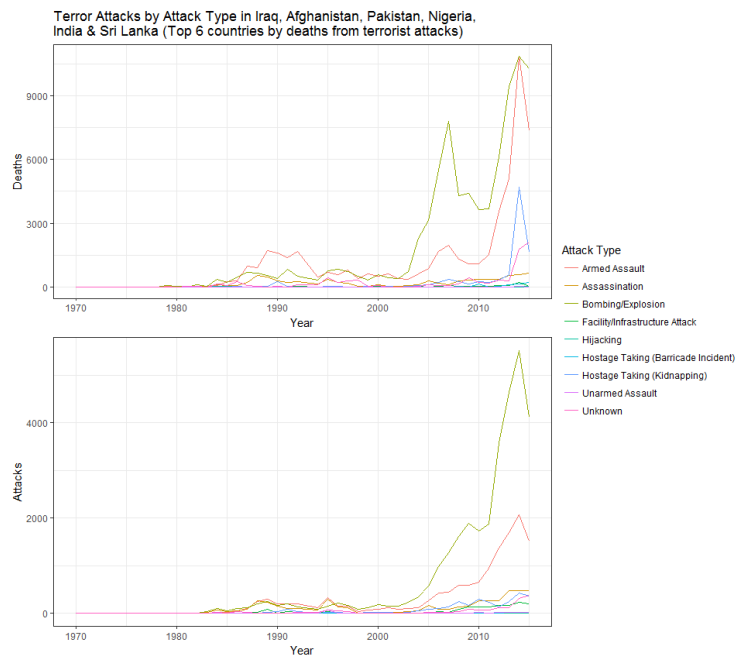 Terror Attacks by Attack Type in Iraq, Afghanistan, Pakistan, Nigeria,
India & Sri Lanka (Top 6 countries by deaths from terrorist attacks)
Deaths
9000
6000
3000
0
1970
1980
1990
2000
2010
Year
Attacks
4000
2000
0
1970
1980
1990
2000
2010
Year
Attack Type
Armed Assault
Assassination
Bombing/Explosion
Facility/Infrastructure Attack
Hijacking
Hostage Taking (Barricade Incident)
Hostage Taking (Kidnapping)
Unarmed Assault
Unknown